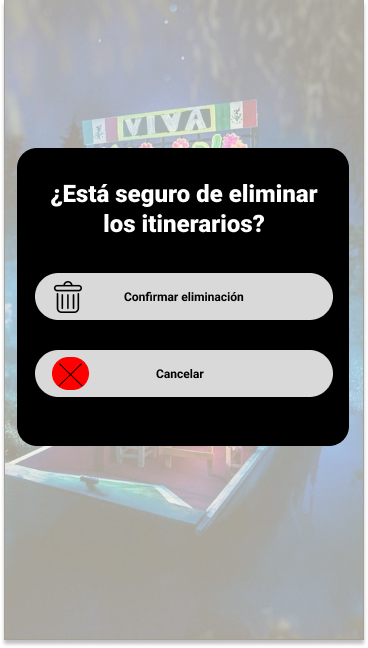 VIVA
¿Está seguro de eliminar
los itinerarios?
Confirmar eliminación
Cancelar